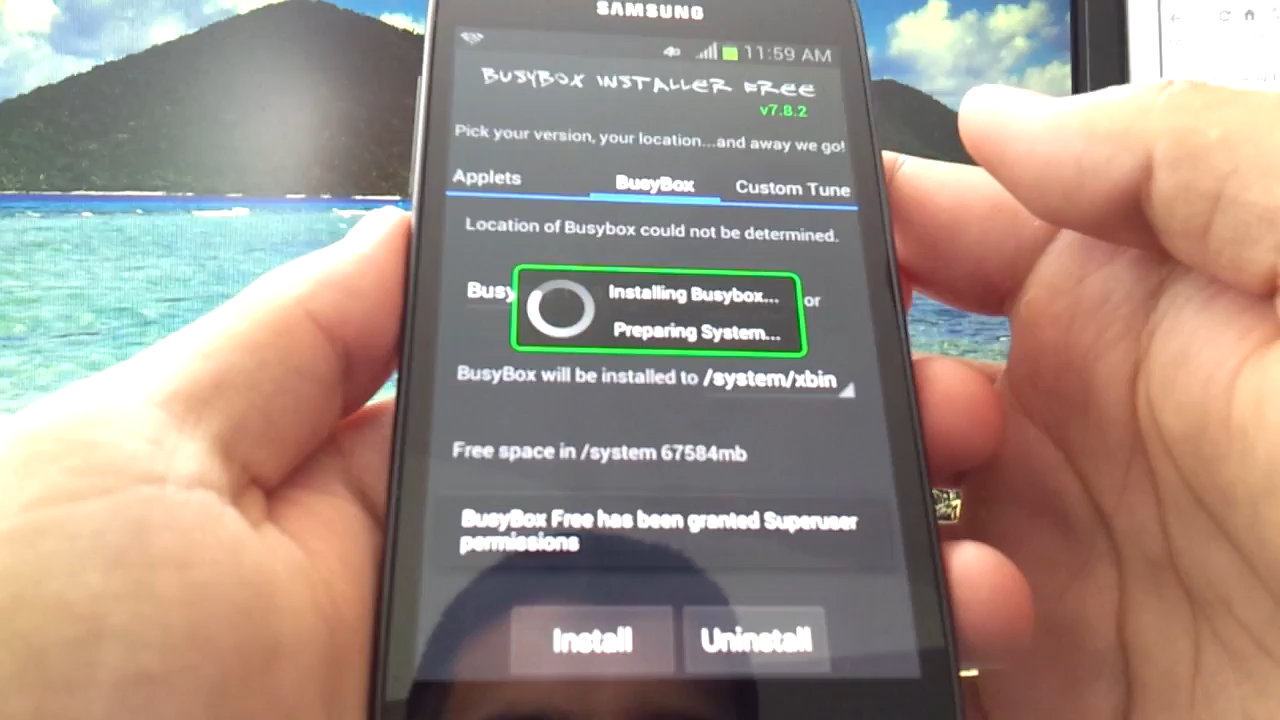 SAMSUNG
11:59 AM
BUSYBOX INSTALLER FREE
v7.8.2
Pick your version, your location...and away we go!
Applets BusyBox Custom Tune
Location of Busybox could not be determined.
Busy or
Installing Busybox...
Preparing System...
BusyBox will be installed to /system/xbin
Free space in /system 67584mb
BusyBox Free has been granted Superuser
permissions
Install Uninstall